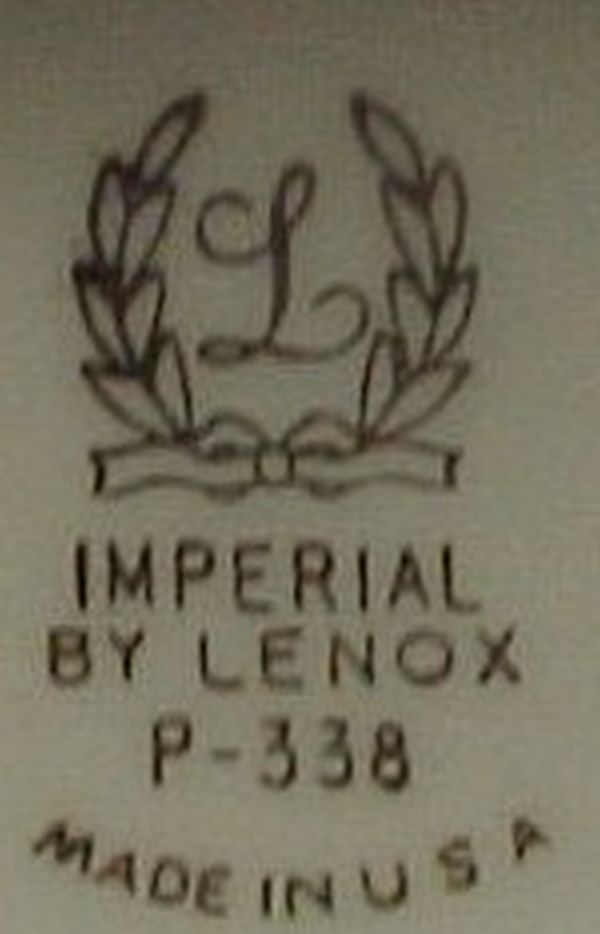 L
IMPERIAL
BY LENOX
P-338
MADE IN U S A